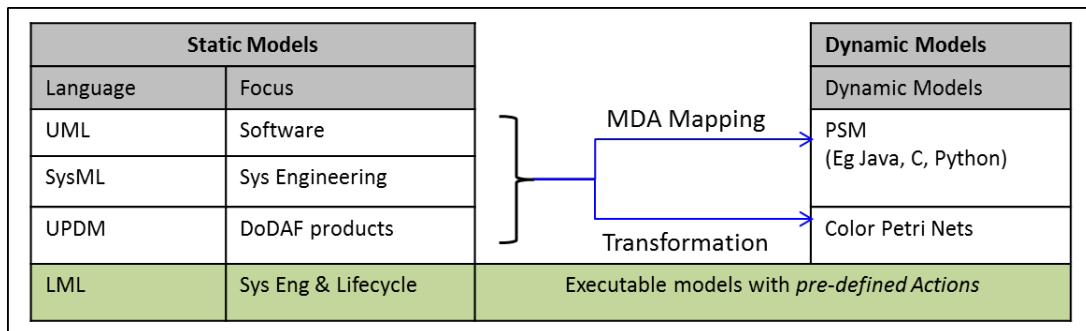 Static Models
Dynamic Models
Language Focus
Dynamic Models
UML Software
MDA Mapping
PSM
(Eg Java, C, Python)
SysML Sys Engineering
UPDM DoDAF products
Transformation
Color Petri Nets
LML Sys Eng & Lifecycle Executable models with pre-defined Actions